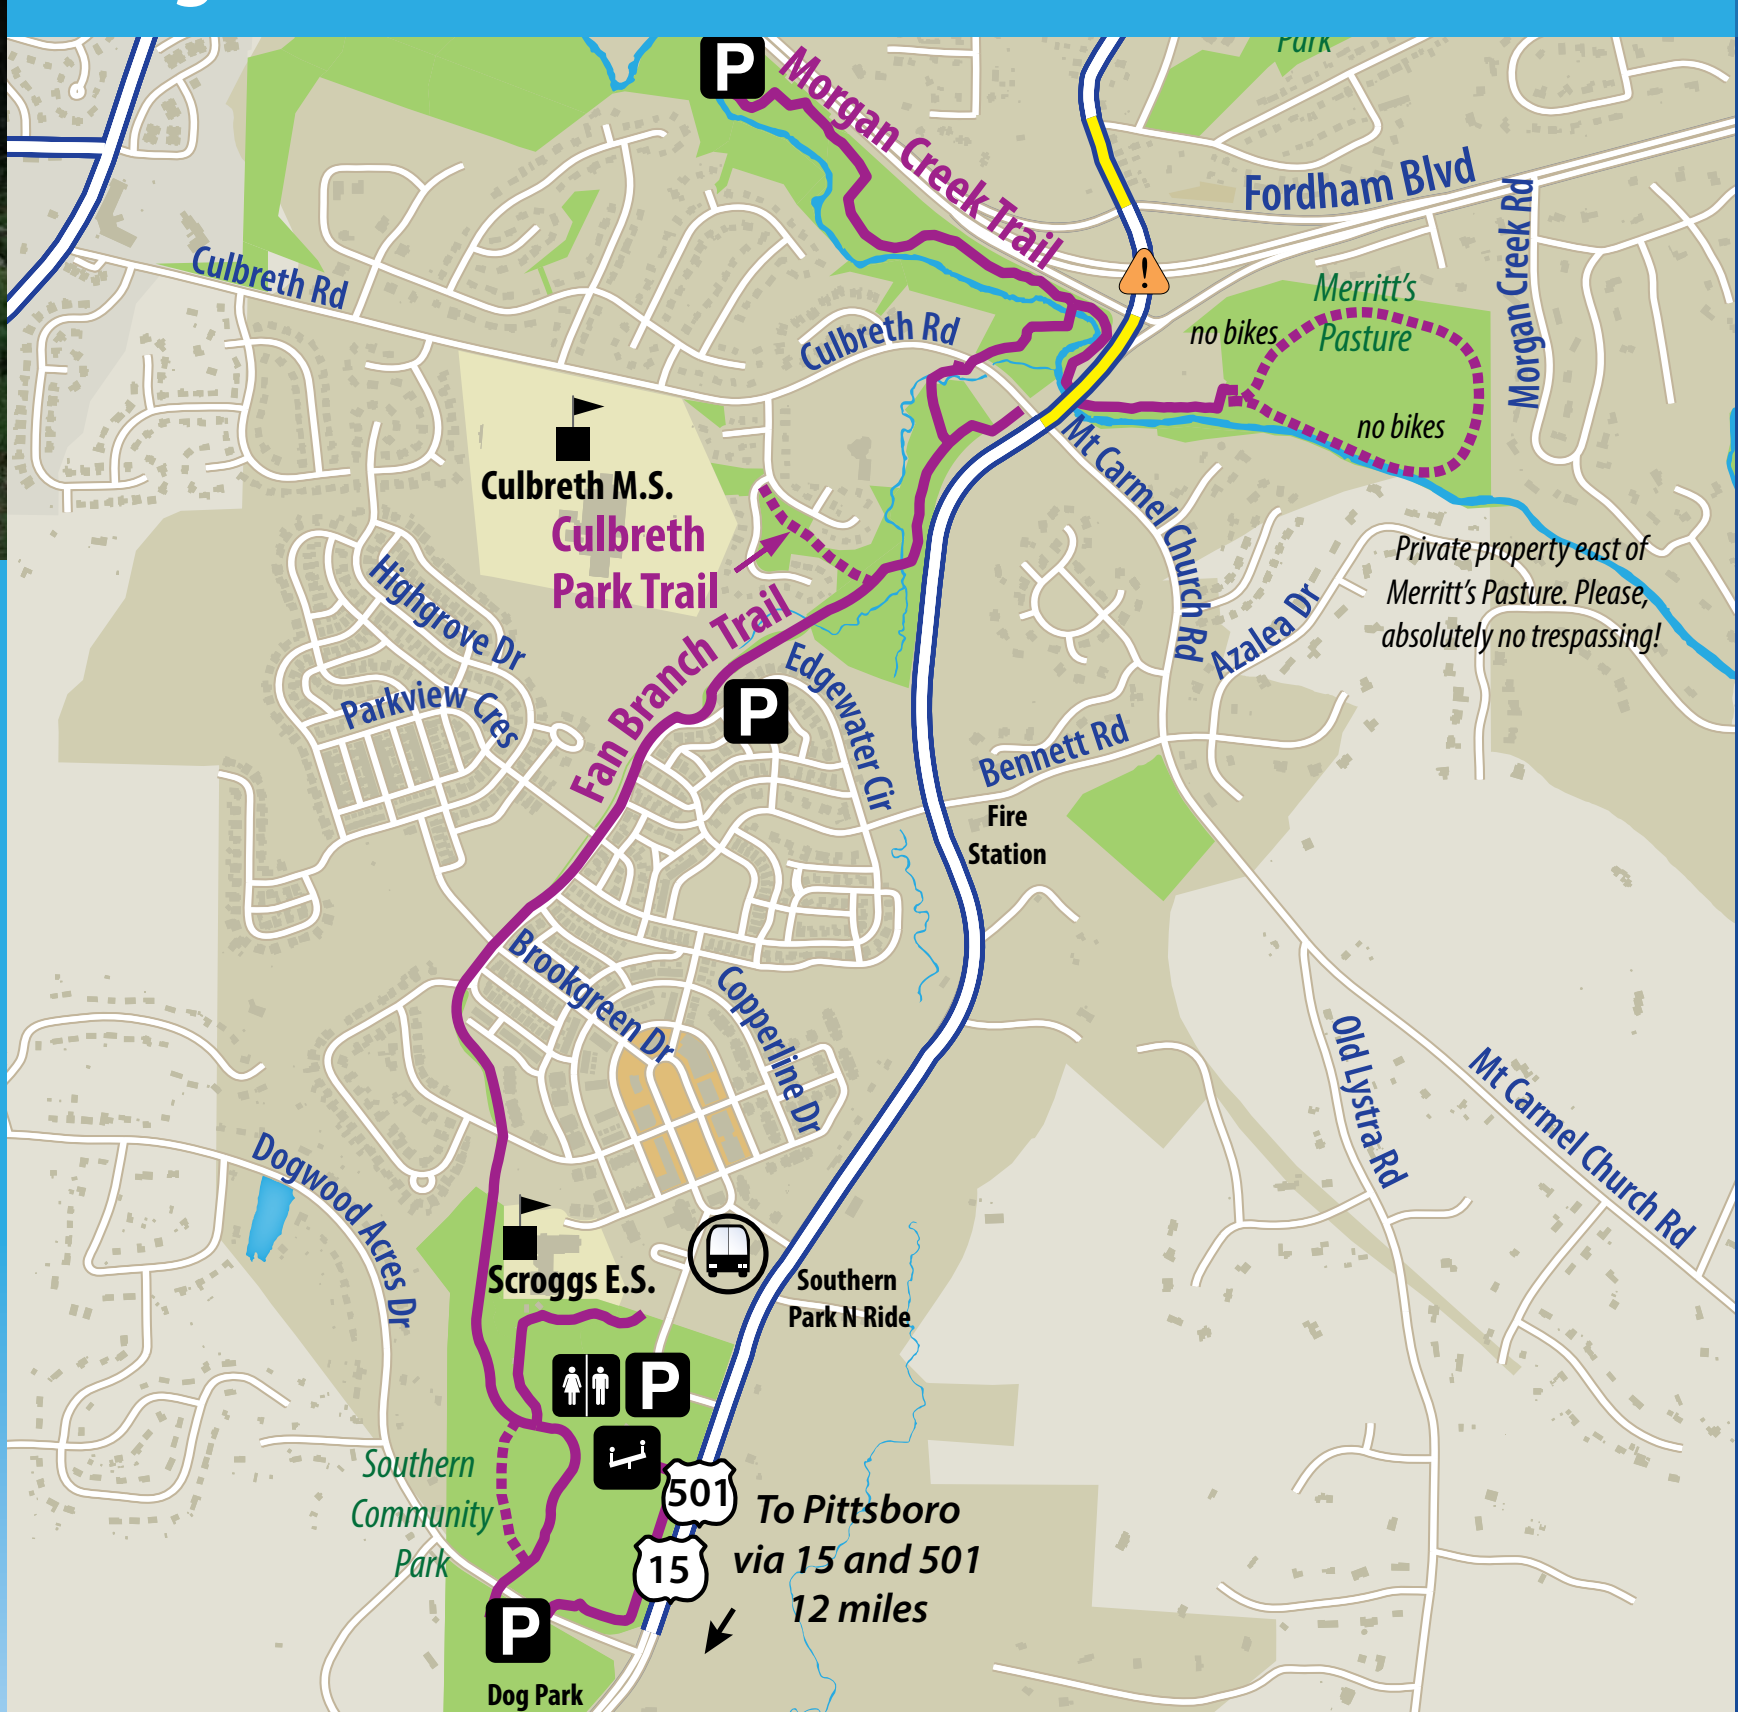 Park
P
Morgan Creek Trail
Fordham Blvd
Morgan Creek Rd
Culbreth Rd
Culbreth Rd
!
Merritt's
Pasture
no bikes
no bikes
Culbreth M.S.
Culbreth
Park Trail
Mt Carmel Church Rd
Private property east of
Merritt's Pasture. Please,
absolutely no trespassing!
Highgrove Dr
Azalea Dr
Parkview Cres
Fan Branch Trail
Edgewater Cir
P
Bennett Rd
Fire
Station
Brookgreen Dr
Copperline Dr
Old Lystra Rd
Mt Carmel Church Rd
Dogwood Acres Dr
Scroggs E.S.
Southern
Park N Ride
P
Southern
Community
Park
501
15
To Pittsboro
via 15 and 501
12 miles
P
Dog Park